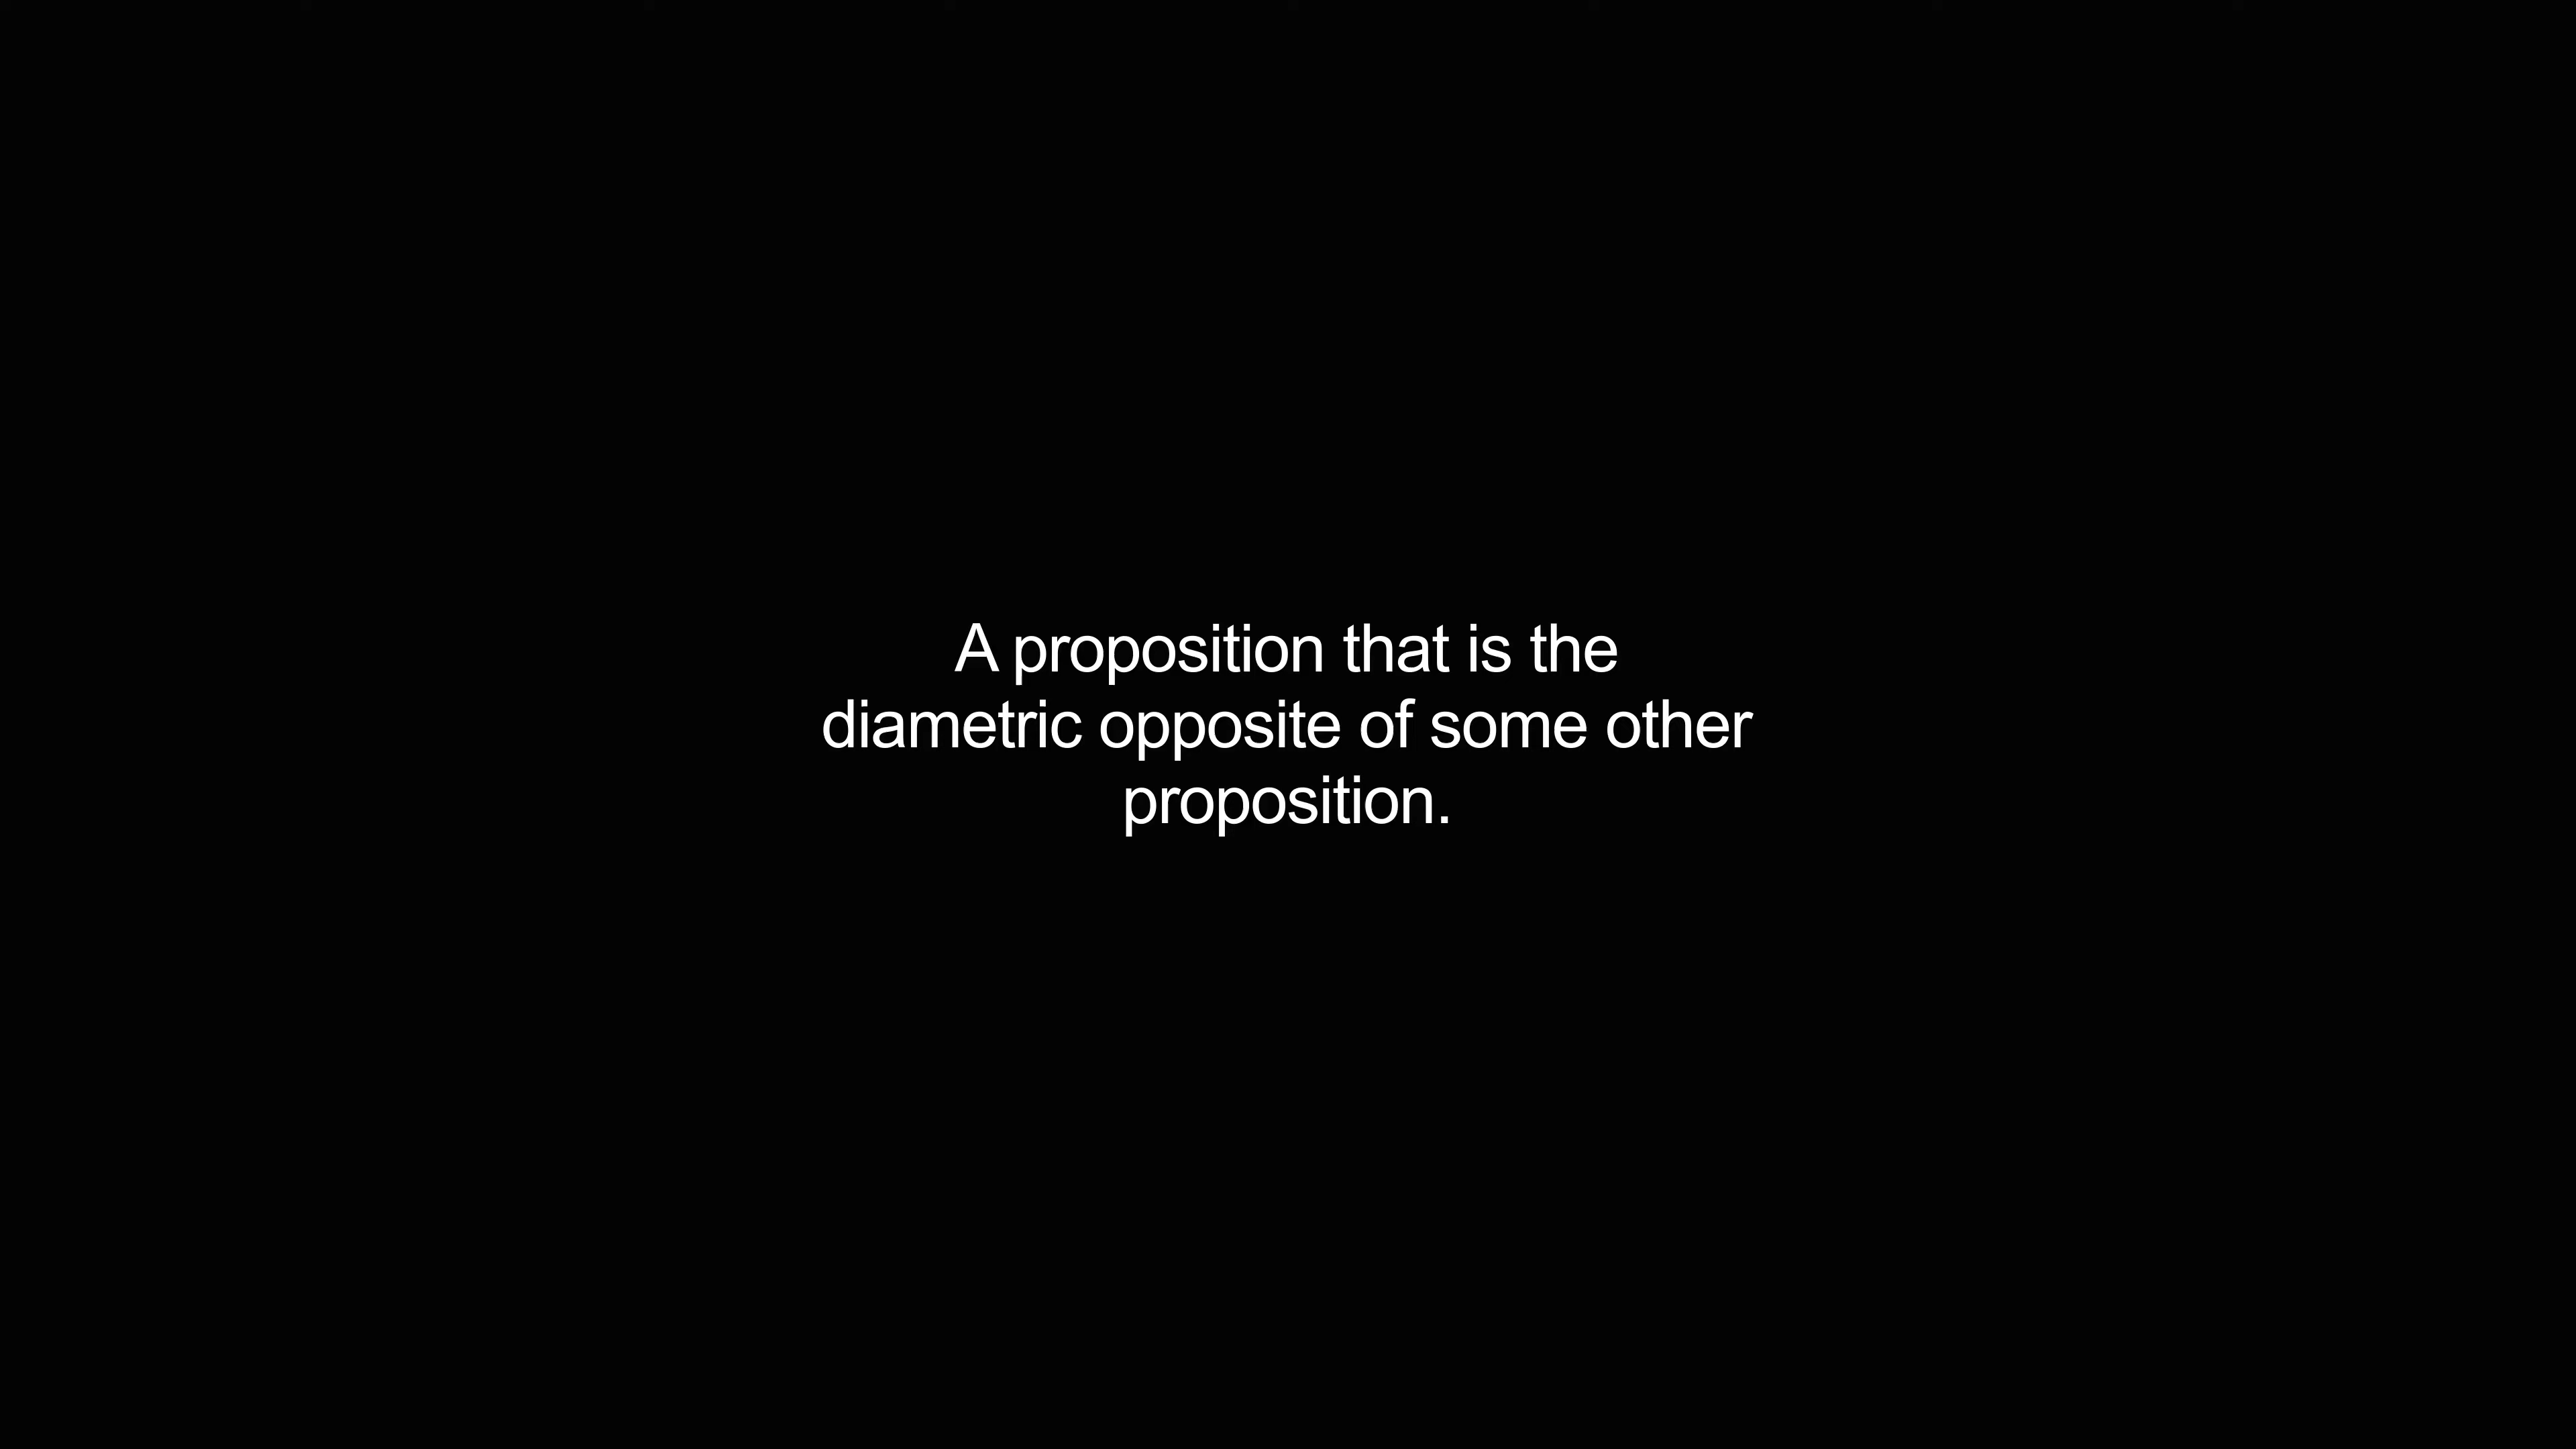 A proposition that is the
diametric opposite of some other
proposition.